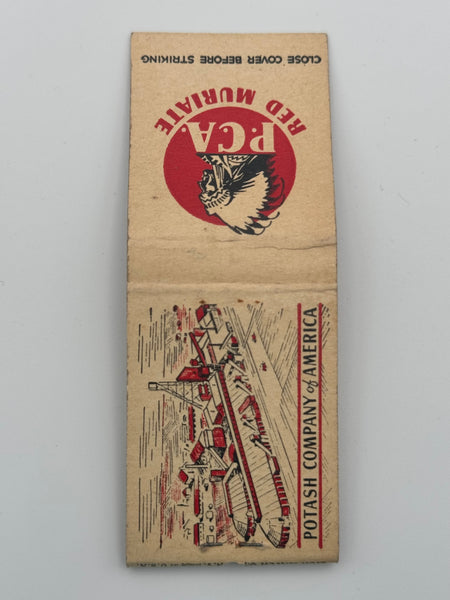 P.C.A.
RED MURIATE
CLOSE COVER BEFORE STRIKING
POTASH COMPANY of AMERICA